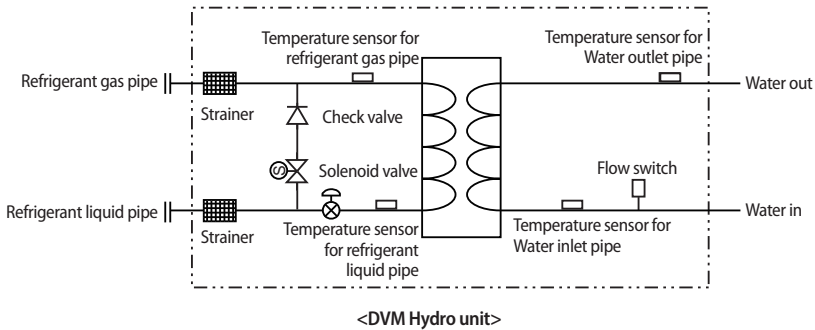 Temperature sensor for
refrigerant gas pipe
Temperature sensor for
Water outlet pipe
Refrigerant gas pipe
Water out
Strainer
Check valve
S
Solenoid valve
Flow switch
Refrigerant liquid pipe
Water in
Strainer
Temperature sensor
for refrigerant
liquid pipe
Temperature sensor for
Water inlet pipe
<DVM Hydro unit>